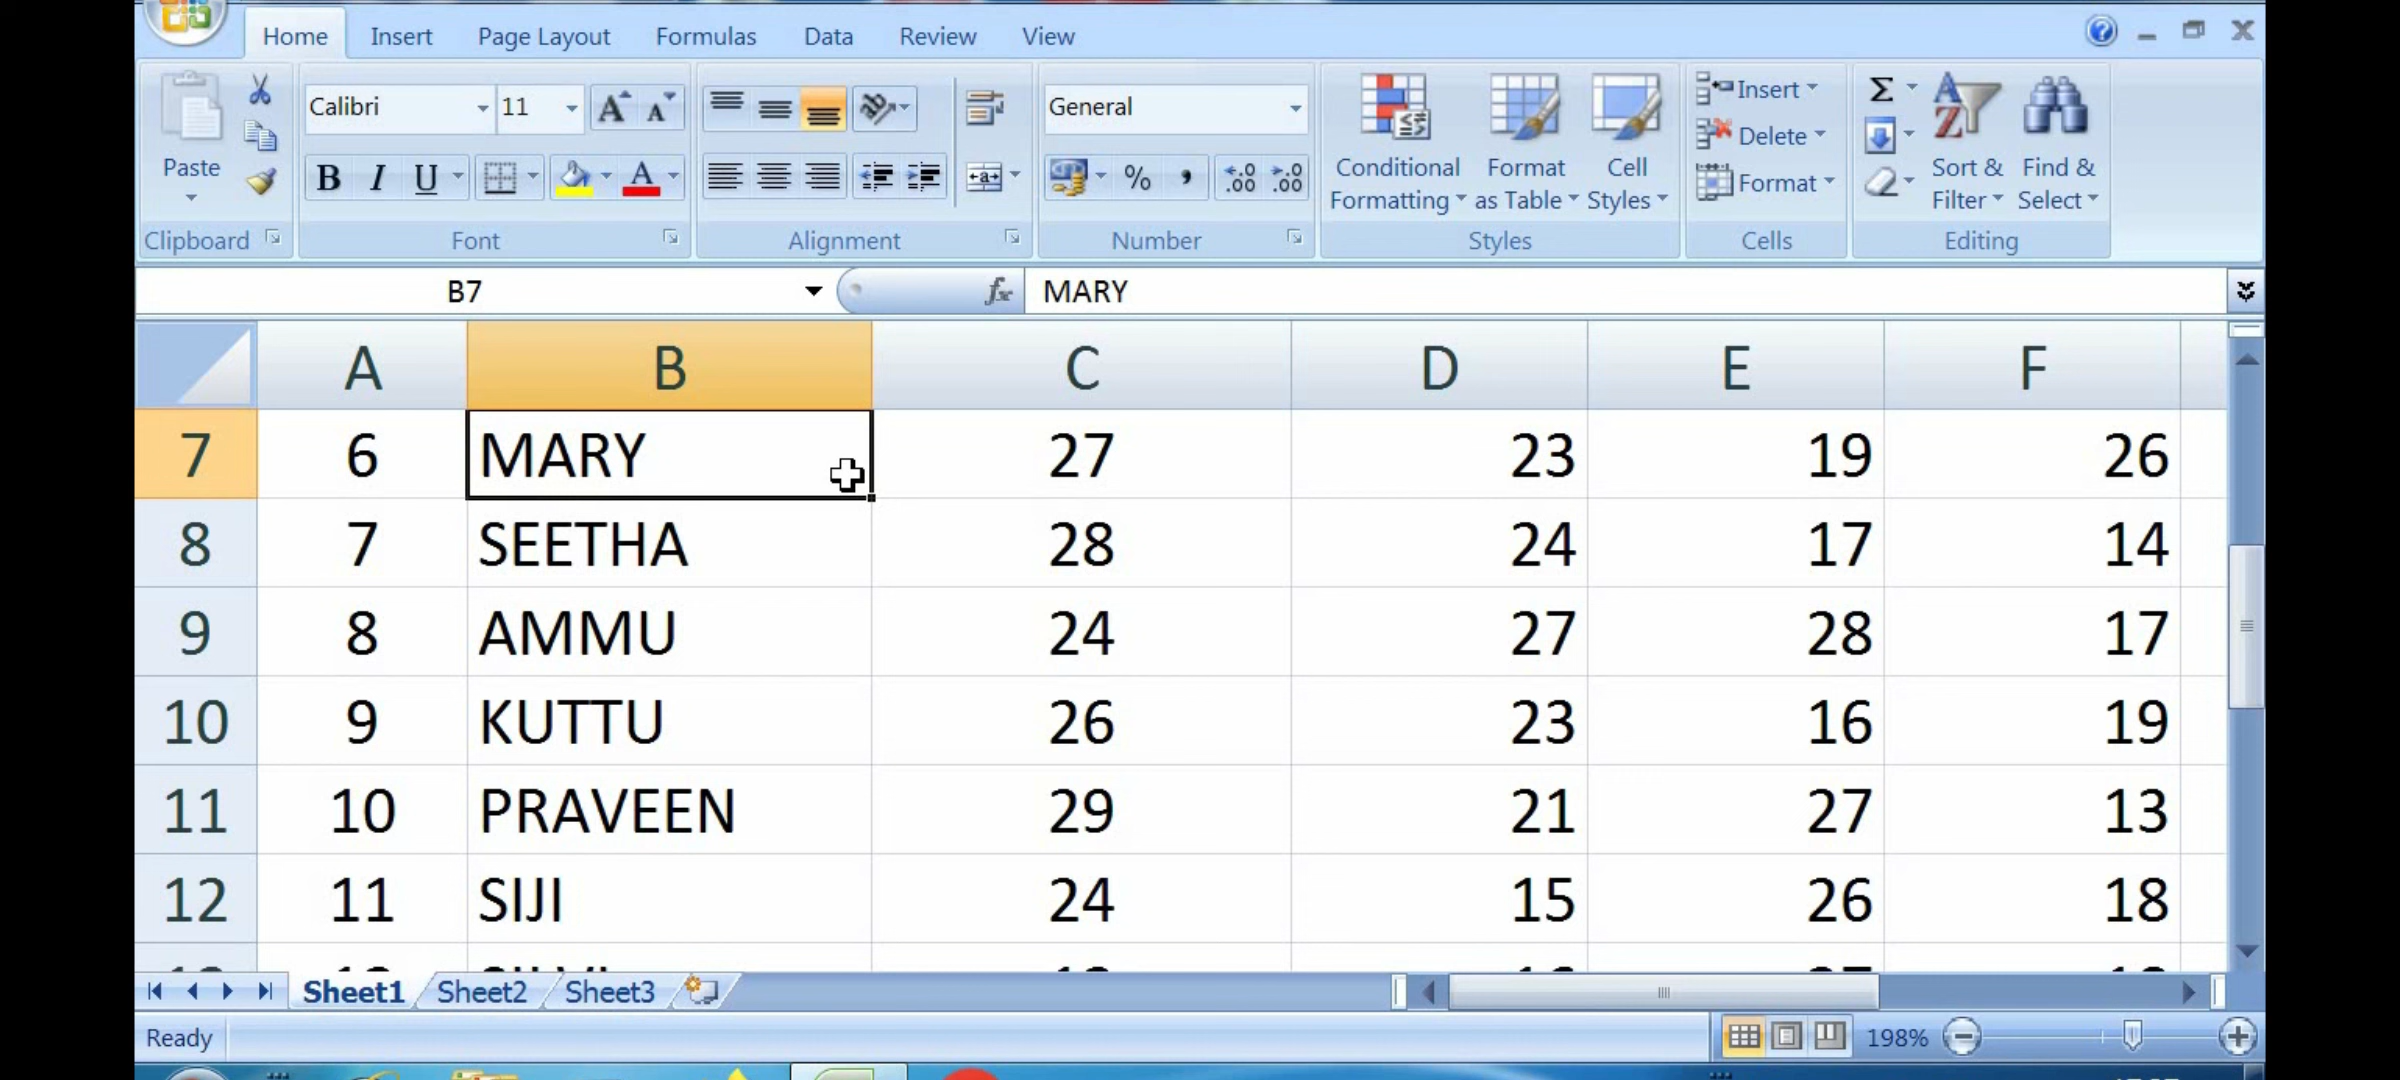 Home Insert Page Layout Formulas Data Review View
Calibri 11 A A General Insert
B I U A % , .00 .00 Delete
Paste Conditional Formatting Format as Table Cell Styles Format Sort & Filter Find & Select
Clipboard Font Alignment Number Styles Cells Editing
B7 fx MARY
A B C D E F
7 6 MARY 27 23 19 26
8 7 SEETHA 28 24 17 14
9 8 AMMU 24 27 28 17
10 9 KUTTU 26 23 16 19
11 10 PRAVEEN 29 21 27 13
12 11 SIJI 24 15 26 18
Sheet1 Sheet2 Sheet3
Ready 198%